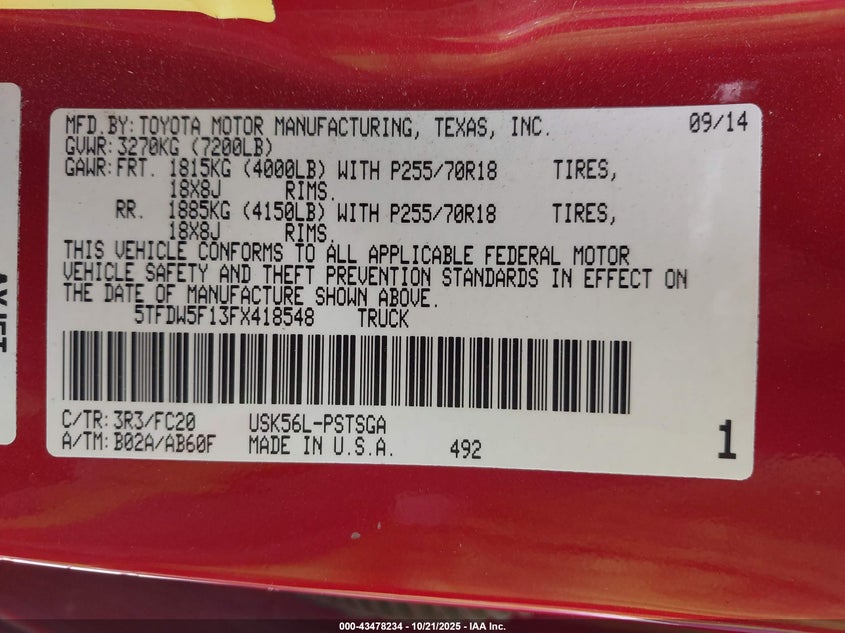 MFD.BY:TOYOTA MOTOR MANUFACTURING, TEXAS, INC. 09/14
GVWR:3270KG (7200LB)
GAWR:FRT. 1815KG (4000LB) WITH P255/70R18 TIRES,
18X8J RIMS.
RR. 1885KG (4150LB) WITH P255/70R18 TIRES,
18X8J RIMS.
THIS VEHICLE CONFORMS TO ALL APPLICABLE FEDERAL MOTOR
VEHICLE SAFETY AND THEFT PREVENTION STANDARDS IN EFFECT ON
THE DATE OF MANUFACTURE SHOWN ABOVE.
5TFDW5F13FX418548 TRUCK
C/TR:3R3/FC20 USK56L-PSTSGA
A/TM:B02A/AB60F MADE IN U.S.A. 492 1
000-43478234 - 10/21/2025 - IAA Inc.